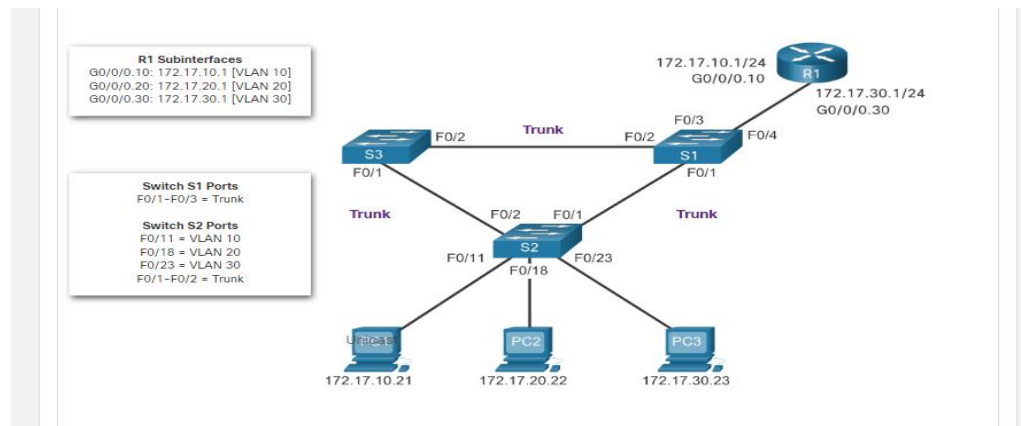 R1 Subinterfaces
G0/0/0.10: 172.17.10.1 [VLAN 10]
G0/0/0.20: 172.17.20.1 [VLAN 20]
G0/0/0.30: 172.17.30.1 [VLAN 30]
172.17.10.1/24
G0/0/0.10
R1
172.17.30.1/24
G0/0/0.30
F0/3
F0/2
Trunk
F0/2
F0/4
S3
S1
F0/1
F0/1
Switch S1 Ports
F0/1-F0/3 = Trunk
Switch S2 Ports
F0/11 = VLAN 10
F0/18 = VLAN 20
F0/23 = VLAN 30
F0/1-F0/2 = Trunk
Trunk
F0/2
F0/1
Trunk
S2
F0/11
F0/18
F0/23
Unicast
PC2
PC3
172.17.10.21
172.17.20.22
172.17.30.23